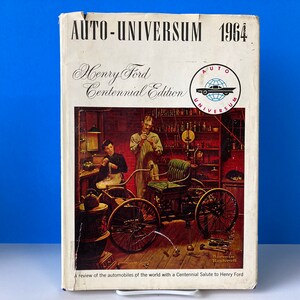 AUTO-UNIVERSUM 1964
Henry Ford
Centennial Edition
AUTO
UNIVERSUM
A review of the automobiles of the world with a Centennial Salute to Henry Ford